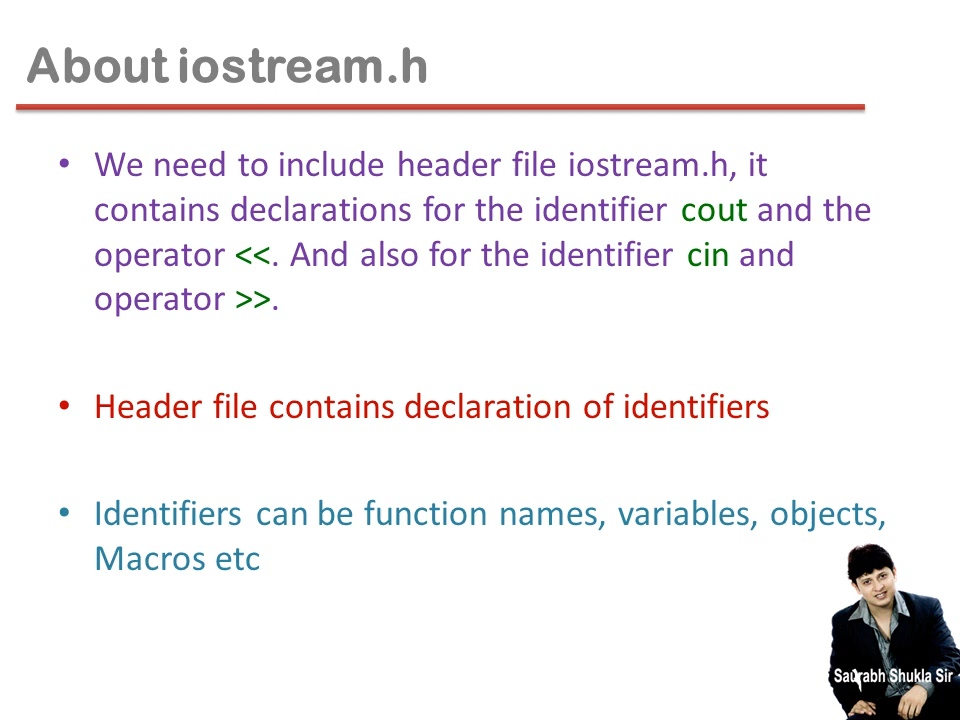 About iostream.h
• We need to include header file iostream.h, it
contains declarations for the identifier cout and the
operator <<. And also for the identifier cin and
operator >>.
• Header file contains declaration of identifiers
• Identifiers can be function names, variables, objects,
Macros etc
Saurabh Shukla Sir